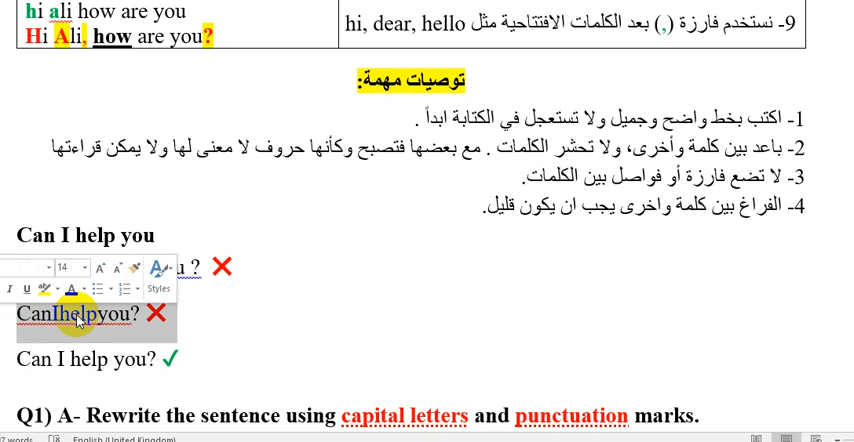 hi ali how are you
Hi Ali, how are you?
9- نستخدم فارزة (,) بعد الكلمات الافتتاحية مثل hi, dear, hello
توصيات مهمة:
1- اكتب بخط واضح وجميل ولا تستعجل في الكتابة ابداً .
2- باعد بين كلمة وأخرى، ولا تحشر الكلمات . مع بعضها فتصبح وكأنها حروف لا معنى لها ولا يمكن قراءتها
3- لا تضع فارزة أو فواصل بين الكلمات.
4- الفراغ بين كلمة واخرى يجب ان يكون قليل.
Can I help you
u ? ❌
14
Styles
CanIhelpyou? ❌
Can I help you? ✓
Q1) A- Rewrite the sentence using capital letters and punctuation marks.
words English (United Kingdom)